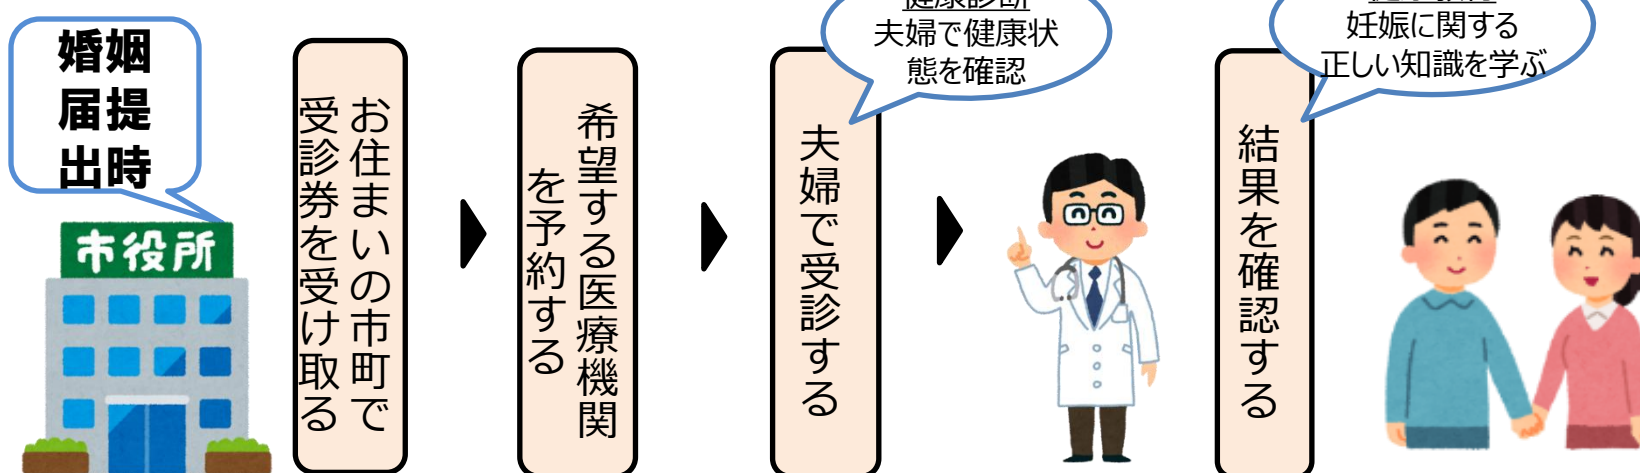 婚姻
届提
出時
市役所
お住まいの市町で
受診券を受け取る
希望する医療機関
を予約する
夫婦で受診する
健康診断
夫婦で健康状
態を確認
結果を確認する
妊娠に関する
正しい知識を学ぶ